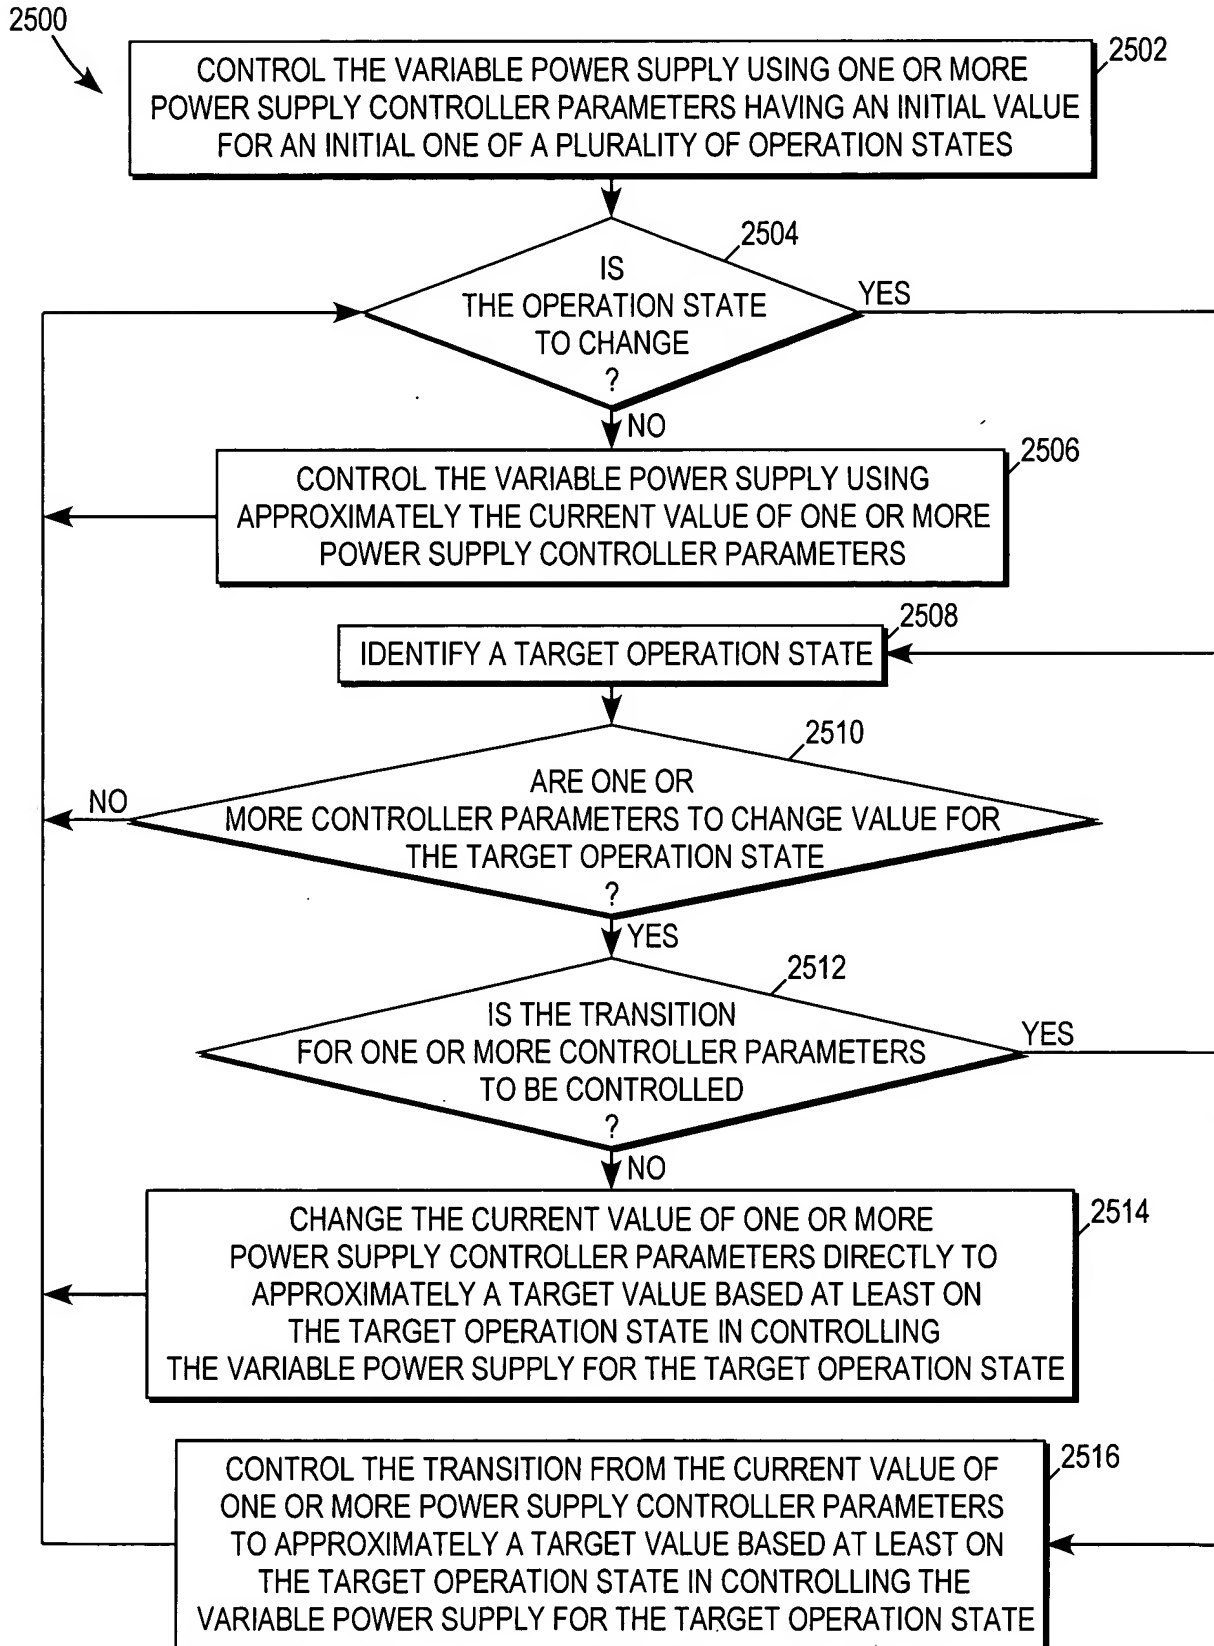 2500
2502
CONTROL THE VARIABLE POWER SUPPLY USING ONE OR MORE
POWER SUPPLY CONTROLLER PARAMETERS HAVING AN INITIAL VALUE
FOR AN INITIAL ONE OF A PLURALITY OF OPERATION STATES
2504
IS
THE OPERATION STATE
TO CHANGE
?
YES
NO
2506
CONTROL THE VARIABLE POWER SUPPLY USING
APPROXIMATELY THE CURRENT VALUE OF ONE OR MORE
POWER SUPPLY CONTROLLER PARAMETERS
2508
IDENTIFY A TARGET OPERATION STATE
2510
ARE ONE OR
MORE CONTROLLER PARAMETERS TO CHANGE VALUE FOR
THE TARGET OPERATION STATE
?
NO
YES
2512
IS THE TRANSITION
FOR ONE OR MORE CONTROLLER PARAMETERS
TO BE CONTROLLED
?
YES
NO
2514
CHANGE THE CURRENT VALUE OF ONE OR MORE
POWER SUPPLY CONTROLLER PARAMETERS DIRECTLY TO
APPROXIMATELY A TARGET VALUE BASED AT LEAST ON
THE TARGET OPERATION STATE IN CONTROLLING
THE VARIABLE POWER SUPPLY FOR THE TARGET OPERATION STATE
2516
CONTROL THE TRANSITION FROM THE CURRENT VALUE OF
ONE OR MORE POWER SUPPLY CONTROLLER PARAMETERS
TO APPROXIMATELY A TARGET VALUE BASED AT LEAST ON
THE TARGET OPERATION STATE IN CONTROLLING THE
VARIABLE POWER SUPPLY FOR THE TARGET OPERATION STATE